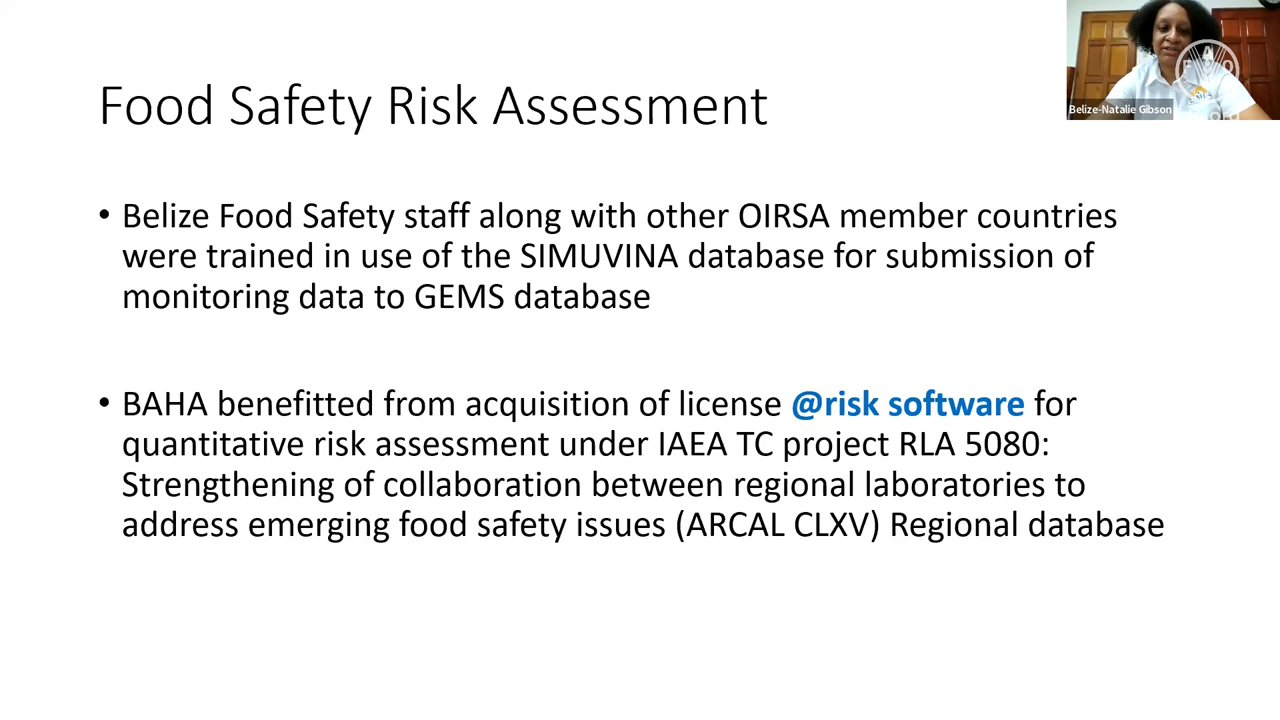 Belize-Natalie Gibson
Food Safety Risk Assessment
• Belize Food Safety staff along with other OIRSA member countries
were trained in use of the SIMUVINA database for submission of
monitoring data to GEMS database
• BAHA benefitted from acquisition of license @risk software for
quantitative risk assessment under IAEA TC project RLA 5080:
Strengthening of collaboration between regional laboratories to
address emerging food safety issues (ARCAL CLXV) Regional database